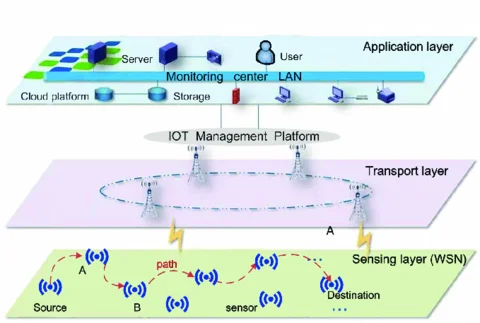 Application layer
Server
User
Monitoring center LAN
Cloud platform
Storage
IOT Management Platform
Transport layer
A
Sensing layer (WSN)
...
A
path
Source
B
sensor
Destination
...